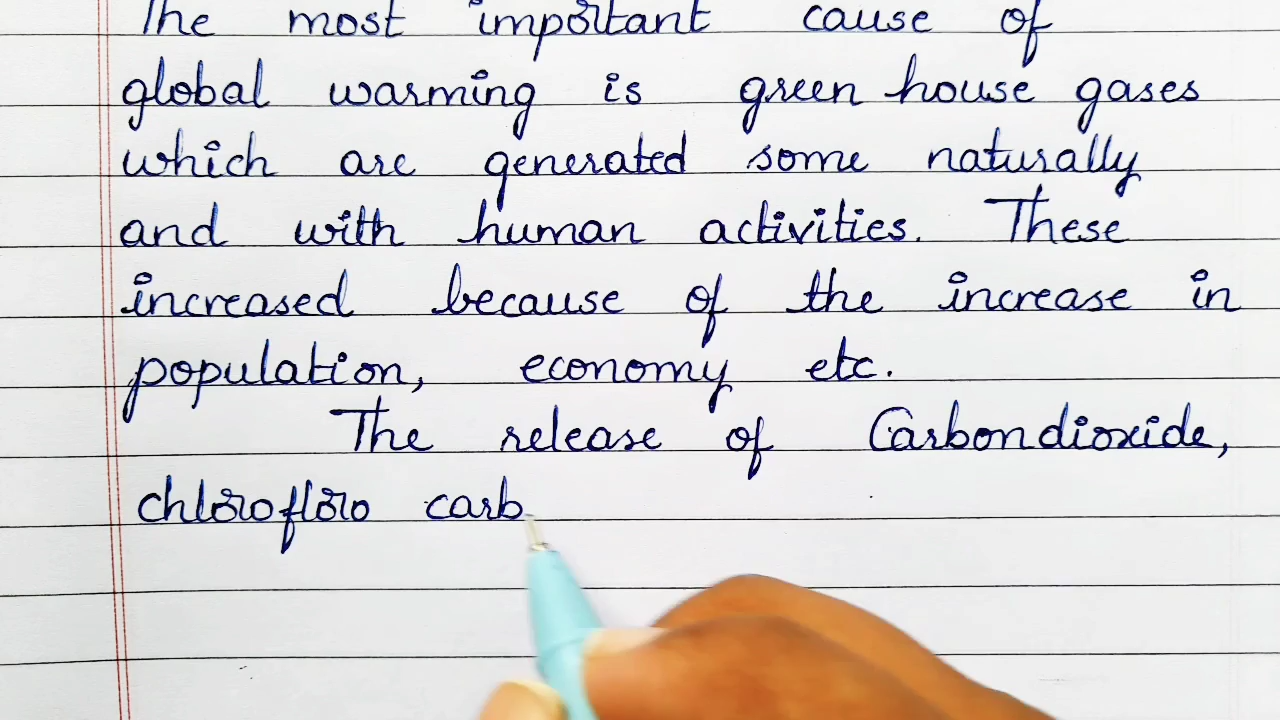 The most important cause of
global warming is green house gases
which are generated some naturally
and with human activities. These
increased because of the increase in
population, economy etc.
The release of Carbondioxide,
chlorofloro carb